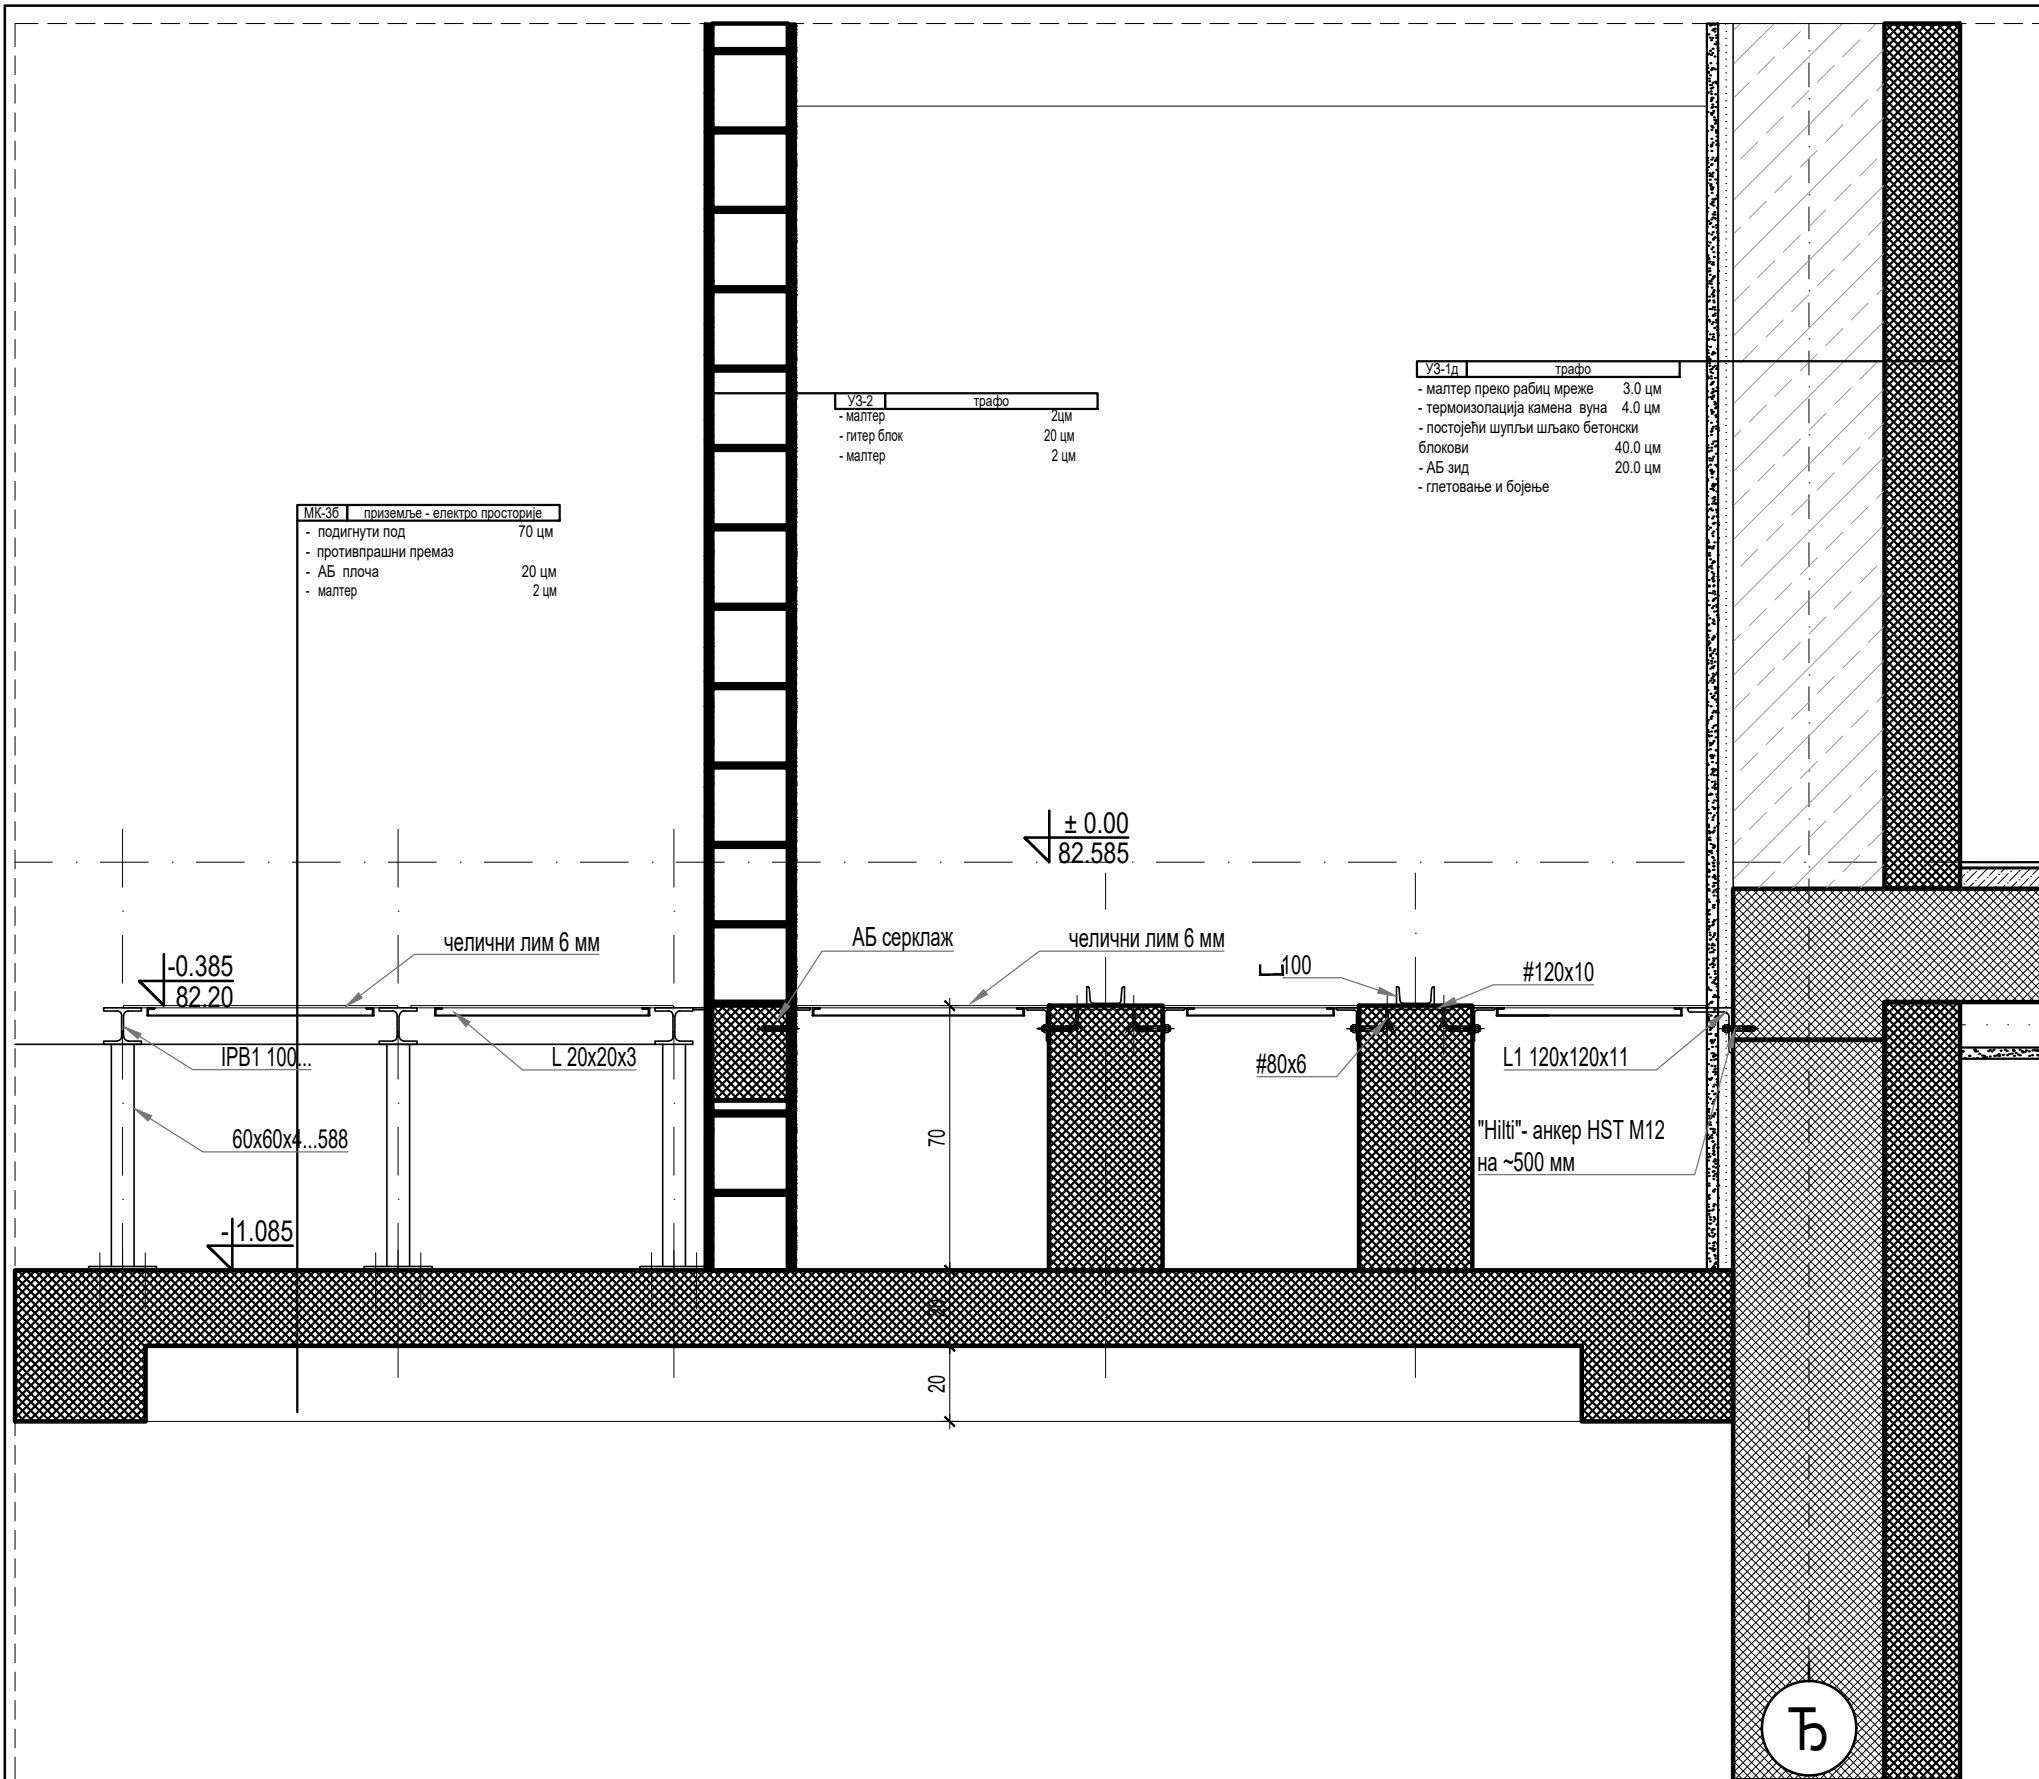 УЗ-1д трафо
- малтер преко рабиц мреже 3.0 цм
- термоизолација камена вуна 4.0 цм
- постојећи шупљи шљако бетонски
блокови 40.0 цм
- АБ зид 20.0 цм
- глетовање и бојење
УЗ-2 трафо
- малтер 2цм
- гитер блок 20 цм
- малтер 2 цм
МК-3б приземље - електро просторије
- подигнути под 70 цм
- противпрашни премаз
- АБ плоча 20 цм
- малтер 2 цм
± 0.00
82.585
челични лим 6 мм
АБ серклаж
челични лим 6 мм
-0.385
82.20
100
#120x10
IPB1 100...
L 20x20x3
#80x6
L1 120x120x11
60x60x4...588
70
"Hilti"- анкер HST M12
на ~500 мм
-1.085
20
20
Ђ